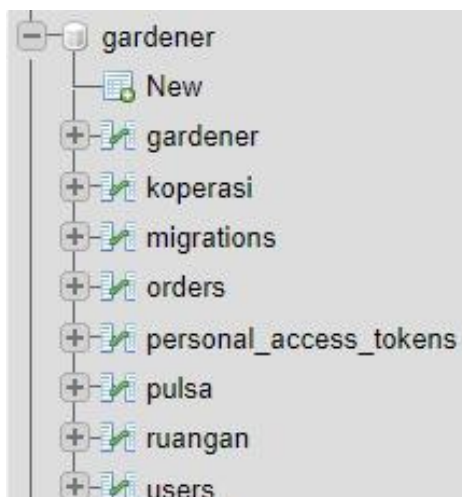 gardener
New
gardener
koperasi
migrations
orders
personal_access_tokens
pulsa
ruangan
users